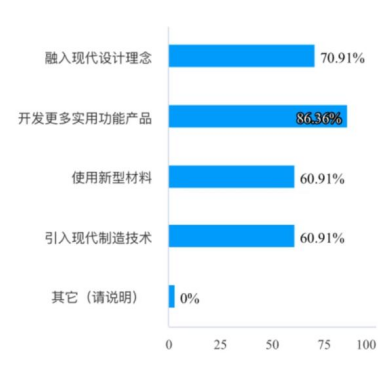 融入现代设计理念 70.91%
开发更多实用功能产品 86.36%
使用新型材料 60.91%
引入现代制造技术 60.91%
其它（请说明） 0%
0 25 50 75 100